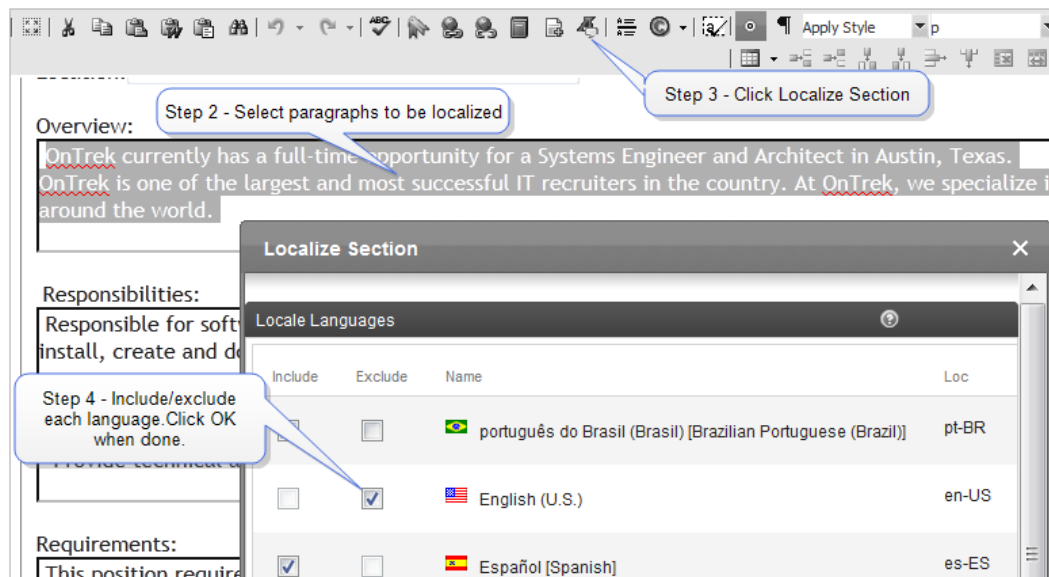 ABC
Apply Style
p
Step 2 - Select paragraphs to be localized
Step 3 - Click Localize Section
Overview:
OnTrek currently has a full-time opportunity for a Systems Engineer and Architect in Austin, Texas.
OnTrek is one of the largest and most successful IT recruiters in the country. At OnTrek, we specialize
around the world.
Localize Section
Responsibilities:
Responsible for
install, create and
Locale Languages
Include Exclude Name Loc
Step 4 - Include/exclude
each language.Click OK
when done.
português do Brasil (Brasil) [Brazilian Portuguese (Brazil)] pt-BR
English (U.S.) en-US
Requirements:
This position
Español [Spanish] es-ES